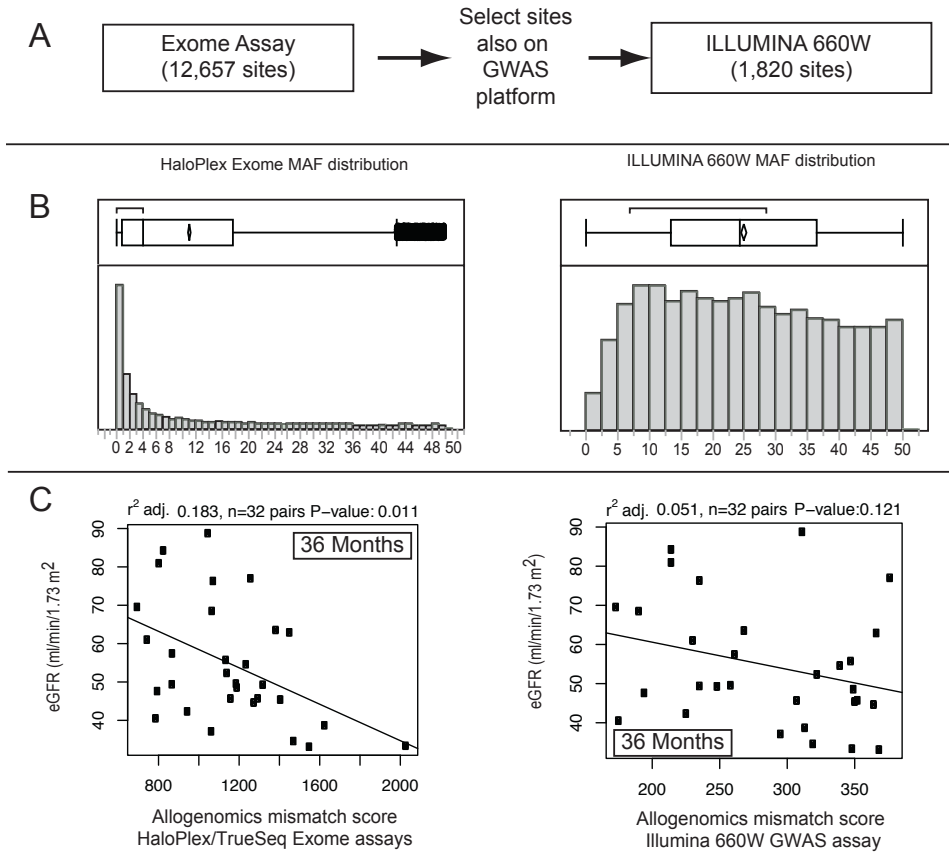 A
Exome Assay
(12,657 sites)
Select sites
also on
GWAS
platform
ILLUMINA 660W
(1,820 sites)
HaloPlex Exome MAF distribution
ILLUMINA 660W MAF distribution
B
0 2 4 6 8 12 16 20 24 28 32 36 40 44 48 50
0 5 10 15 20 25 30 35 40 45 50
C
r² adj. 0.183, n=32 pairs P−value: 0.011
36 Months
eGFR (ml/min/1.73 m²)
90
80
70
60
50
40
800 1200 1600 2000
Allogenomics mismatch score
HaloPlex/TrueSeq Exome assays
r² adj. 0.051, n=32 pairs P−value:0.121
eGFR (ml/min/1.73 m²)
90
80
70
60
50
40
36 Months
200 250 300 350
Allogenomics mismatch score
Illumina 660W GWAS assay